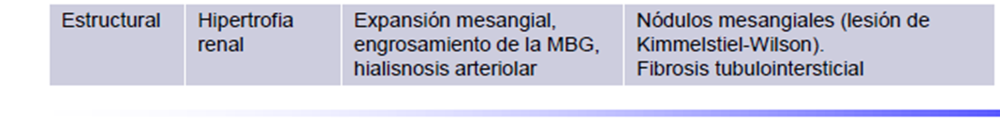 Estructural
Hipertrofia
renal
Expansión mesangial,
engrosamiento de la MBG,
hialisnosis arteriolar
Nódulos mesangiales (lesión de
Kimmelstiel-Wilson).
Fibrosis tubulointersticial